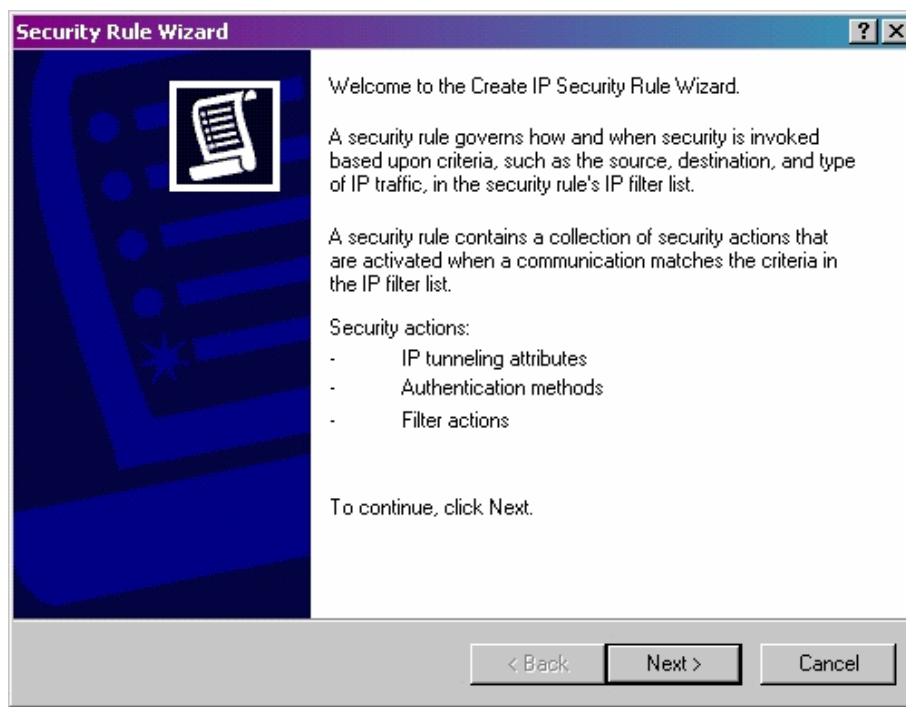 Security Rule Wizard
Welcome to the Create IP Security Rule Wizard.
A security rule governs how and when security is invoked
based upon criteria, such as the source, destination, and type
of IP traffic, in the security rule's IP filter list.
A security rule contains a collection of security actions that
are activated when a communication matches the criteria in
the IP filter list.
Security actions:
- IP tunneling attributes
- Authentication methods
- Filter actions
To continue, click Next.
< Back Next > Cancel